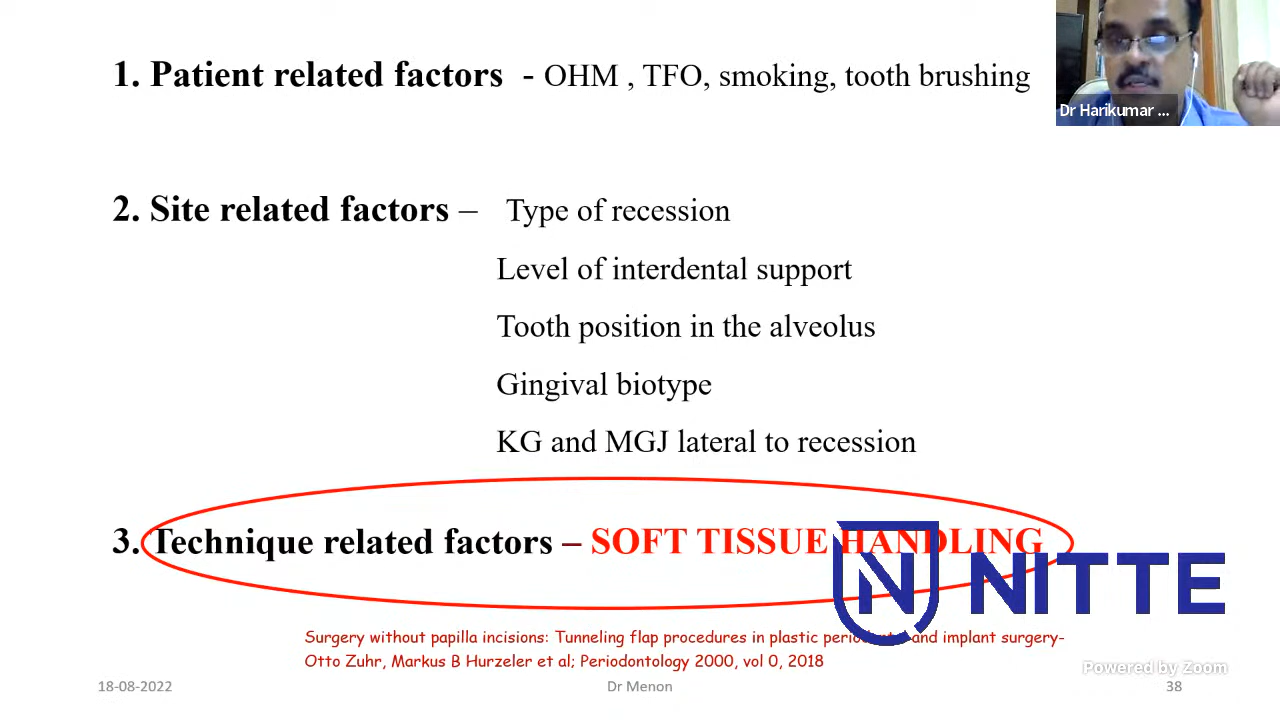 1. Patient related factors - OHM , TFO, smoking, tooth brushing
Dr Harikumar ...
2. Site related factors – Type of recession
Level of interdental support
Tooth position in the alveolus
Gingival biotype
KG and MGJ lateral to recession
3. Technique related factors – SOFT TISSUE HANDLING
N NITTE
Surgery without papilla incisions: Tunneling flap procedures in plastic periodontal and implant surgery-
Otto Zuhr, Markus B Hurzeler et al; Periodontology 2000, vol 0, 2018
Powered by Zoom
18-08-2022 Dr Menon 38